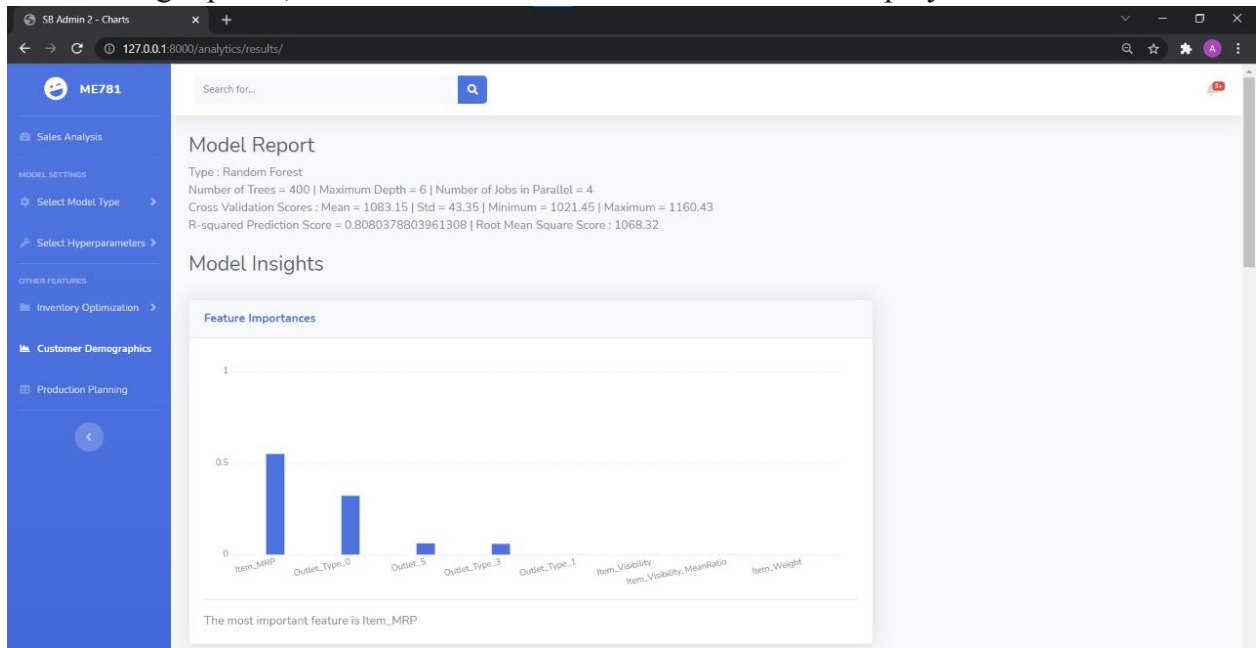 SB Admin 2 - Charts
127.0.0.1:8000/analytics/results/
A
ME781
Search for...
Sales Analysis
MODEL SETTINGS
Select Model Type
Select Hyperparameters
OTHER FEATURES
Inventory Optimization
Customer Demographics
Production Planning
Model Report
Type : Random Forest
Number of Trees = 400 | Maximum Depth = 6 | Number of Jobs in Parallel = 4
Cross Validation Scores : Mean = 1083.15 | Std = 43.35 | Minimum = 1021.45 | Maximum = 1160.43
R-squared Prediction Score = 0.8080378803961308 | Root Mean Square Score : 1068.32
Model Insights
Feature Importances
1
0.5
0
Item_MRP
Outlet_Type_0
Outlet_5
Outlet_Type_3
Outlet_Type_1
Item_Visibility
Item_Visibility_MeanRatio
Item_Weight
The most important feature is Item_MRP